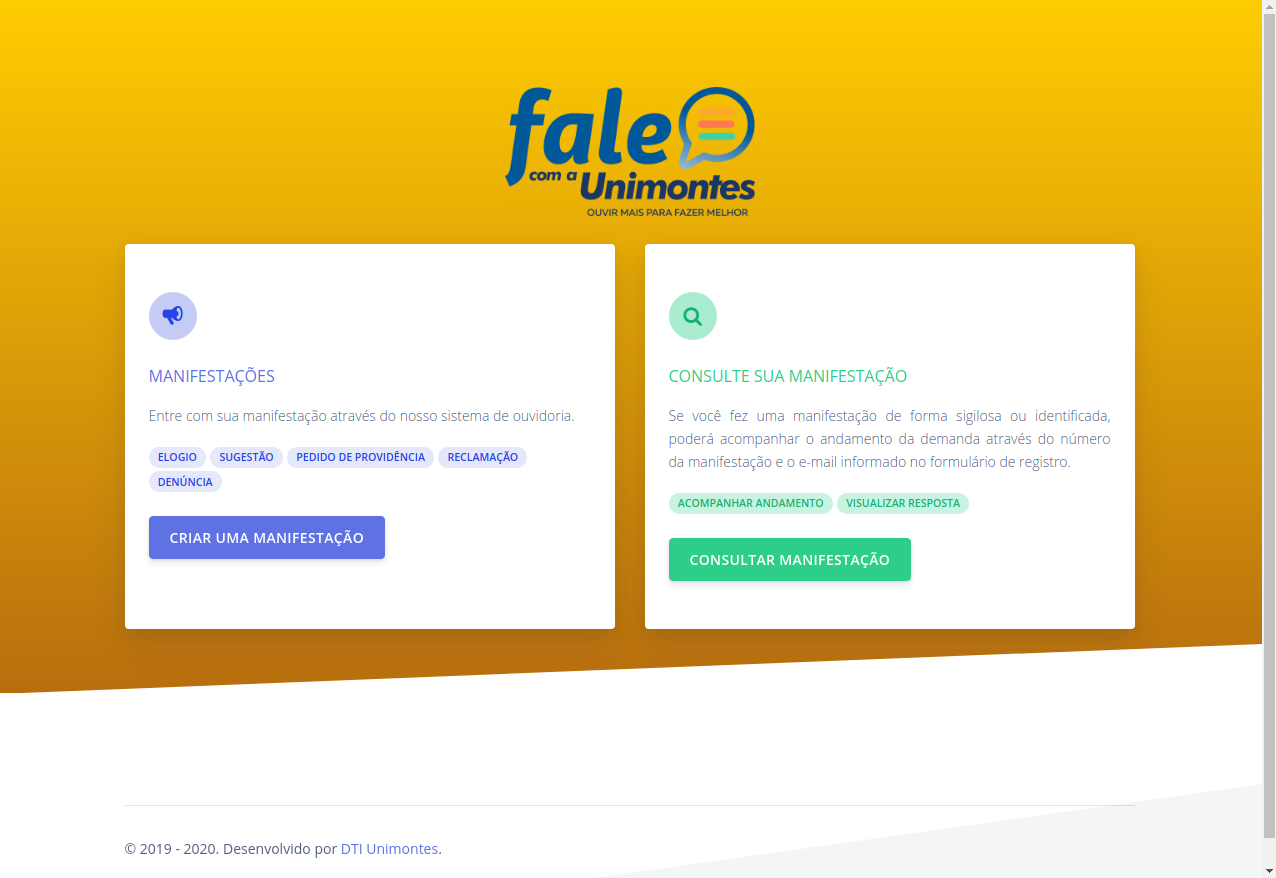 fale
com a Unimontes
OUVIR MAIS PARA FAZER MELHOR
MANIFESTAÇÕES
Entre com sua manifestação através do nosso sistema de ouvidoria.
ELOGIO SUGESTÃO PEDIDO DE PROVIDÊNCIA RECLAMAÇÃO
DENÚNCIA
CRIAR UMA MANIFESTAÇÃO
CONSULTE SUA MANIFESTAÇÃO
Se você fez uma manifestação de forma sigilosa ou identificada,
poderá acompanhar o andamento da demanda através do número
da manifestação e o e-mail informado no formulário de registro.
ACOMPANHAR ANDAMENTO VISUALIZAR RESPOSTA
CONSULTAR MANIFESTAÇÃO
© 2019 - 2020. Desenvolvido por DTI Unimontes.